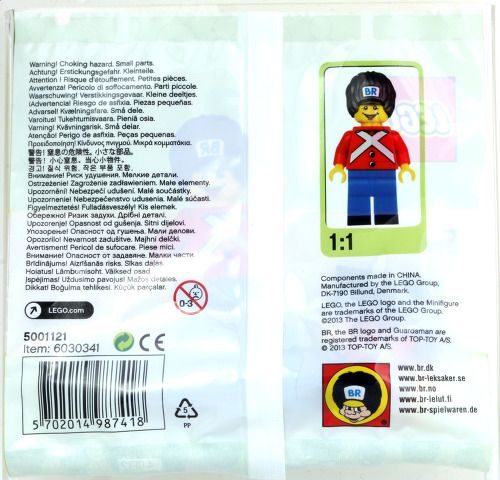 Warning! Choking hazard. Small parts.
Achtung! Erstickungsgefahr. Kleinteile.
Attention ! Risque d'étouffement. Petites pièces.
Avvertenza! Pericolo di soffocamento. Parti piccole.
Waarschuwing! Verstikkingsgevaar. Kleine deeltjes.
¡Advertencia! Riesgo de asfixia. Piezas pequeñas.
Advarsel! Kvælningsfare. Små dele.
Varoitus! Tukehtumisvaara. Pieniä osia.
Varning! Kvävningsrisk. Små delar.
Atenção! Perigo de asfixia. Peças pequenas.
Προειδοποίηση! Κίνδυνος πνιγμού. Μικρά κομματάκια.
警告! 窒息の危険性。小さな部品。
警告! 小心窒息。当心小物件。
경고! 질식 위험. 작은 부품 포함.
Внимание! Риск удушения. Мелкие детали.
Ostrzeżenie! Zagrożenie zadławieniem. Małe elementy.
Upozornění! Nebezpečí udušení. Malé součástky.
Upozornenie! Nebezpečenstvo udusenia. Malé súčasti.
Figyelmeztetés! Fulladásveszély! Kis elemek.
Обережно! Ризик задухи. Дрібні деталі.
Upozorenje! Opasnost od gušenja. Sitni dijelovi.
Упозорење! Опасност од гушења. Мали делови.
Opozorilo! Nevarnost zadušitve. Majhni delčki.
Avertisment! Pericol de sufocare. Piese mici.
Внимание! Опасност от задавяне. Малки части.
Brīdinājums! Aizrīšanās risks. Sīkas daļas.
Hoiatus! Lämbumisoht. Väiksed osad.
Įspėjimas! Uždusimo pavojus! Mažos detalės.
Dikkat! Boğulma tehlikesi. Küçük parçalar.
LEGO.com
0-3
5001121
Item: 6030341
CE
5 702014 987418
5
PP
BR
LEGO
1:1
Components made in CHINA.
Manufactured by the LEGO Group,
DK-7190 Billund, Denmark.
LEGO, the LEGO logo and the Minifigure
are trademarks of the LEGO Group.
©2013 The LEGO Group.
BR, the BR logo and Guardsman are
registered trademarks of TOP-TOY A/S.
© 2013 TOP-TOY A/S.
BR
www.br.dk
www.br-leksaker.se
www.br.no
www.br-lelut.fi
www.br-spielwaren.de